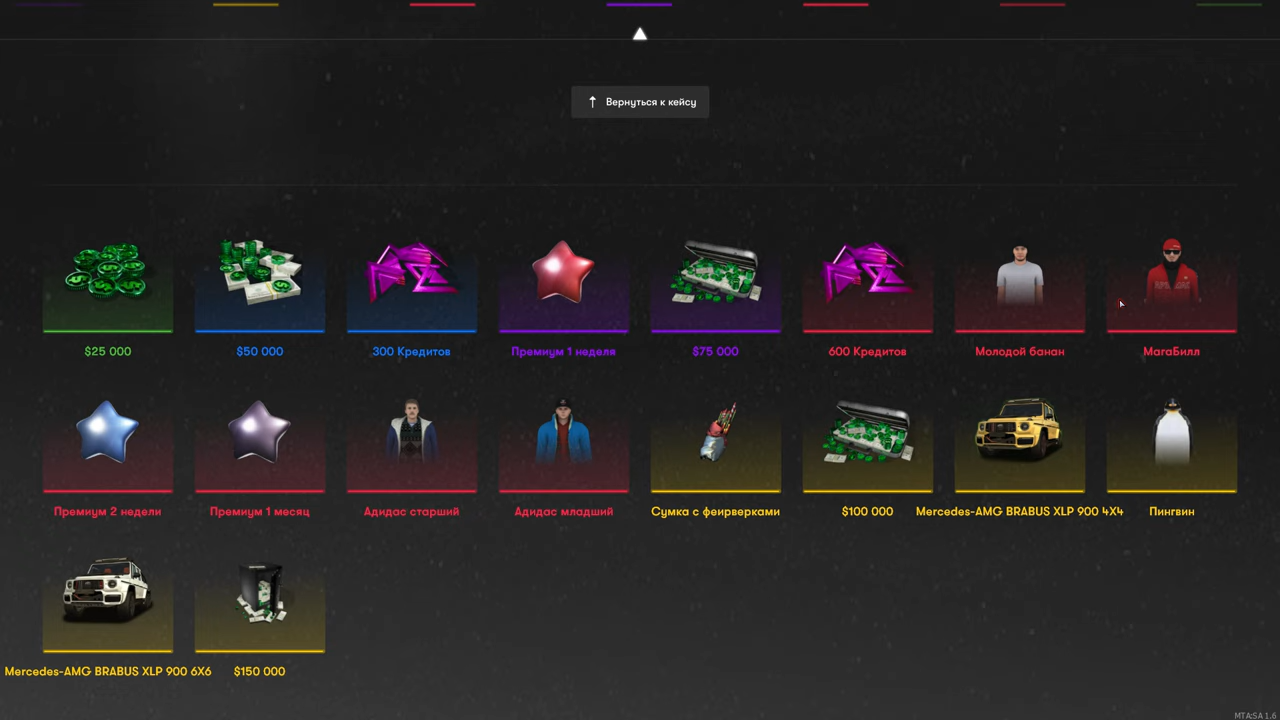 Вернуться к кейсу
$25 000
$50 000
300 Кредитов
Премиум 1 неделя
$75 000
600 Кредитов
Молодой банан
МагаБилл
Премиум 2 недели
Премиум 1 месяц
Адидас старший
Адидас младший
Сумка с феирверками
$100 000
Mercedes-AMG BRABUS XLP 900 4X4
Пингвин
Mercedes-AMG BRABUS XLP 900 6X6
$150 000
MTA:SA 1.6